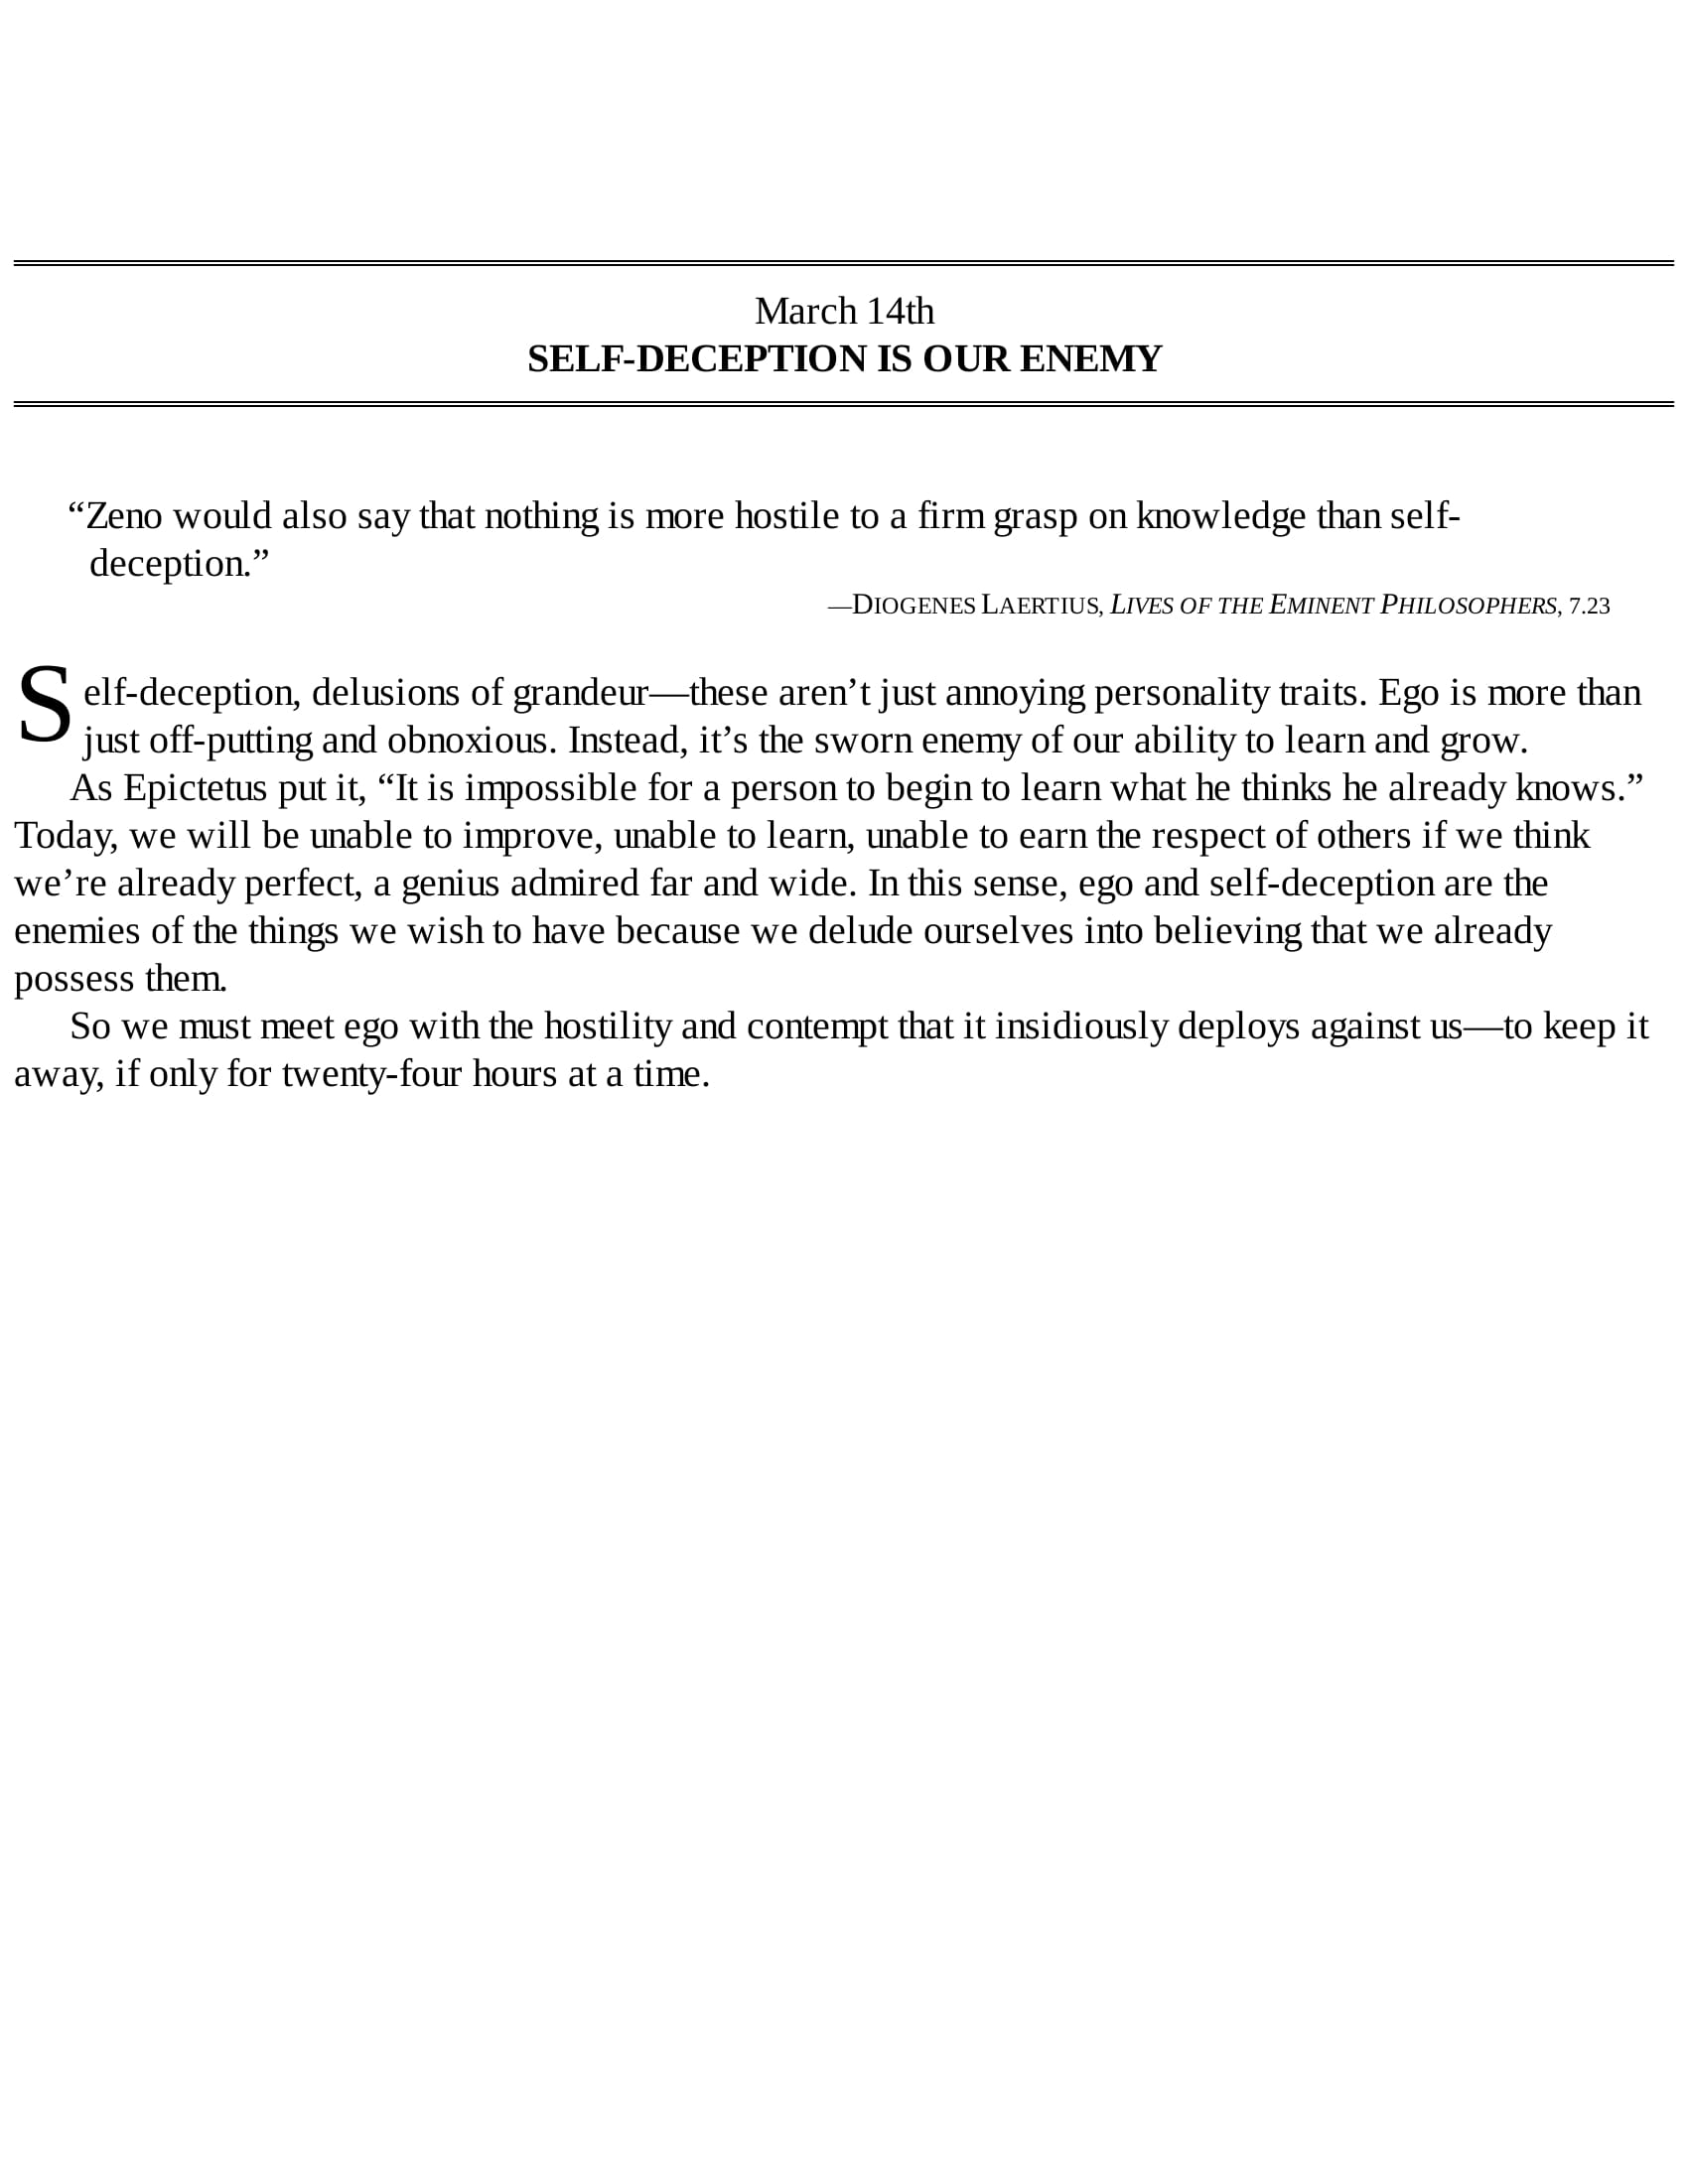 March 14th
SELF-DECEPTION IS OUR ENEMY
“Zeno would also say that nothing is more hostile to a firm grasp on knowledge than self-
deception.”
—DIOGENES LAERTIUS, LIVES OF THE EMINENT PHILOSOPHERS, 7.23
Self-deception, delusions of grandeur—these aren’t just annoying personality traits. Ego is more than
just off-putting and obnoxious. Instead, it’s the sworn enemy of our ability to learn and grow.
As Epictetus put it, “It is impossible for a person to begin to learn what he thinks he already knows.”
Today, we will be unable to improve, unable to learn, unable to earn the respect of others if we think
we’re already perfect, a genius admired far and wide. In this sense, ego and self-deception are the
enemies of the things we wish to have because we delude ourselves into believing that we already
possess them.
So we must meet ego with the hostility and contempt that it insidiously deploys against us—to keep it
away, if only for twenty-four hours at a time.